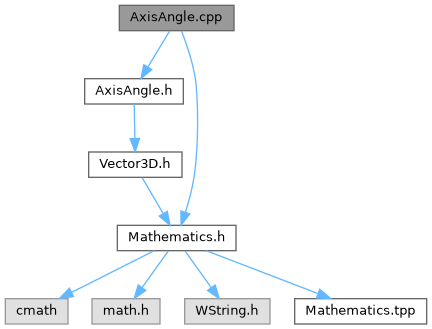 AxisAngle.cpp
AxisAngle.h
Vector3D.h
Mathematics.h
cmath
math.h
WString.h
Mathematics.tpp